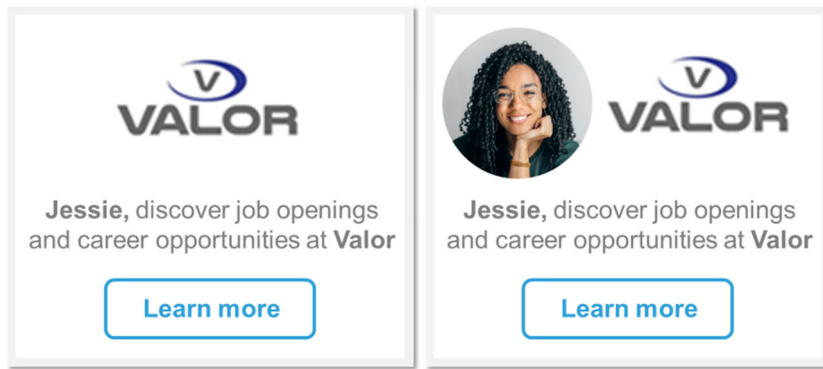 V
VALOR
Jessie, discover job openings
and career opportunities at Valor
Learn more
V
VALOR
Jessie, discover job openings
and career opportunities at Valor
Learn more